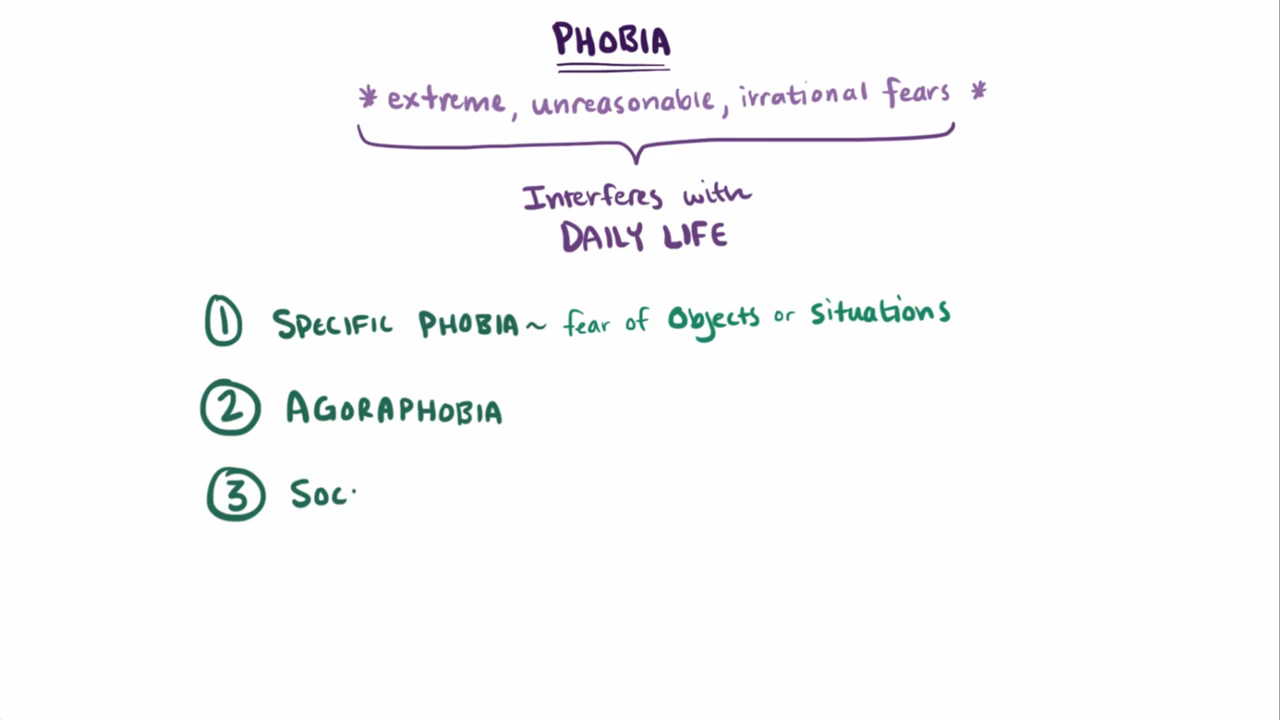 PHOBIA
* extreme, unreasonable, irrational fears *
Interferes with
DAILY LIFE
1 SPECIFIC PHOBIA ~ fear of Objects or Situations
2 AGORAPHOBIA
3 Soc